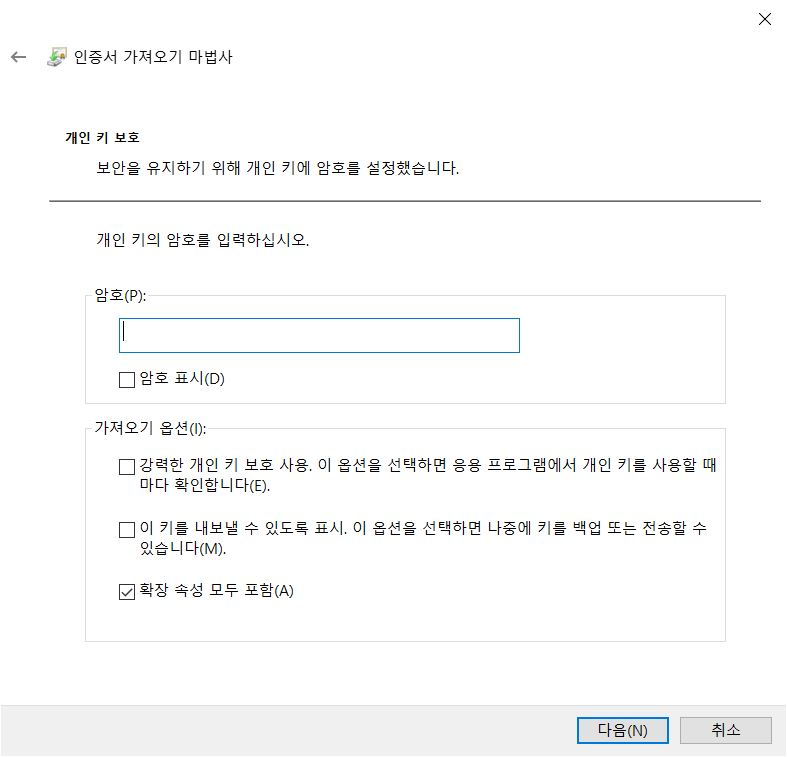 인증서 가져오기 마법사
개인 키 보호
보안을 유지하기 위해 개인 키에 암호를 설정했습니다.
개인 키의 암호를 입력하십시오.
암호(P):
암호 표시(D)
가져오기 옵션(I):
강력한 개인 키 보호 사용. 이 옵션을 선택하면 응용 프로그램에서 개인 키를 사용할 때
마다 확인합니다(E).
이 키를 내보낼 수 있도록 표시. 이 옵션을 선택하면 나중에 키를 백업 또는 전송할 수
있습니다(M).
확장 속성 모두 포함(A)
다음(N)
취소